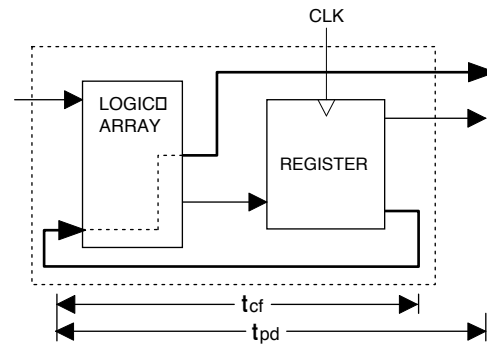 CLK
LOGIC□
ARRAY
REGISTER
tcf
tpd